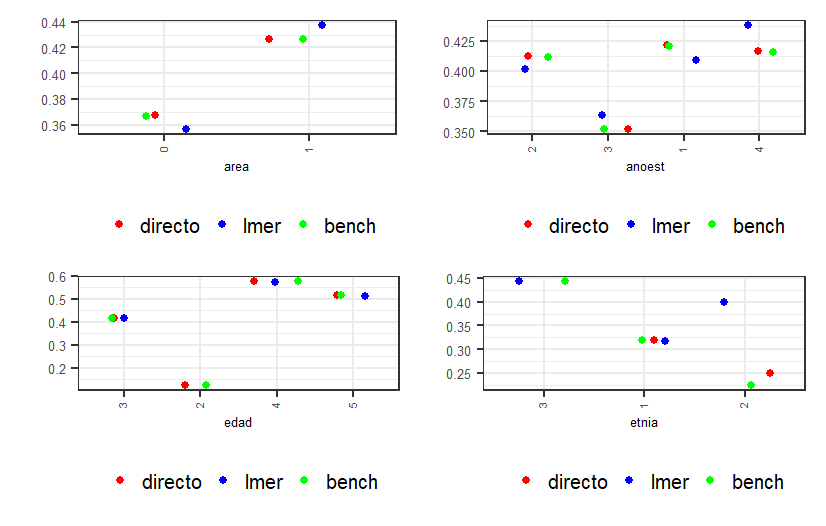 0.44
0.42
0.40
0.38
0.36
0
1
area
directo
lmer
bench
0.425
0.400
0.375
0.350
2
3
1
4
anoest
directo
lmer
bench
0.6
0.5
0.4
0.3
0.2
3
2
4
5
edad
directo
lmer
bench
0.45
0.40
0.35
0.30
0.25
3
1
2
etnia
directo
lmer
bench